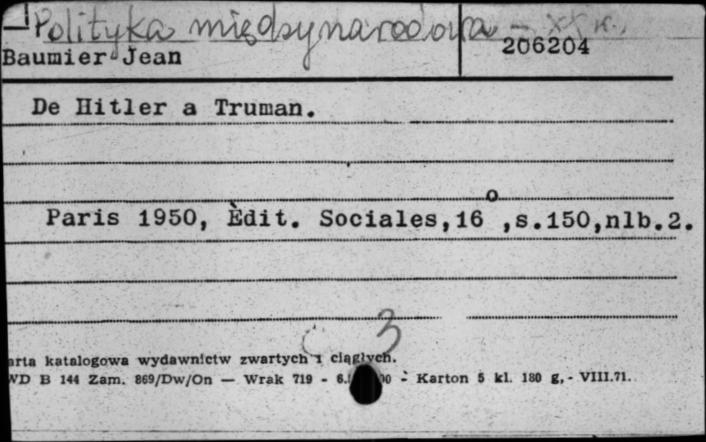 Polityka międzynarodowa - XX w.
Baumier Jean
206204
De Hitler a Truman.
Paris 1950, Èdit. Sociales, 16°, s.150, nlb.2.
3
arta katalogowa wydawnictw zwartych i ciągłych.
WD B 144 Zam. 869/Dw/On — Wrak 719 - 6. - Karton 5 kl. 180 g, - VIII.71.